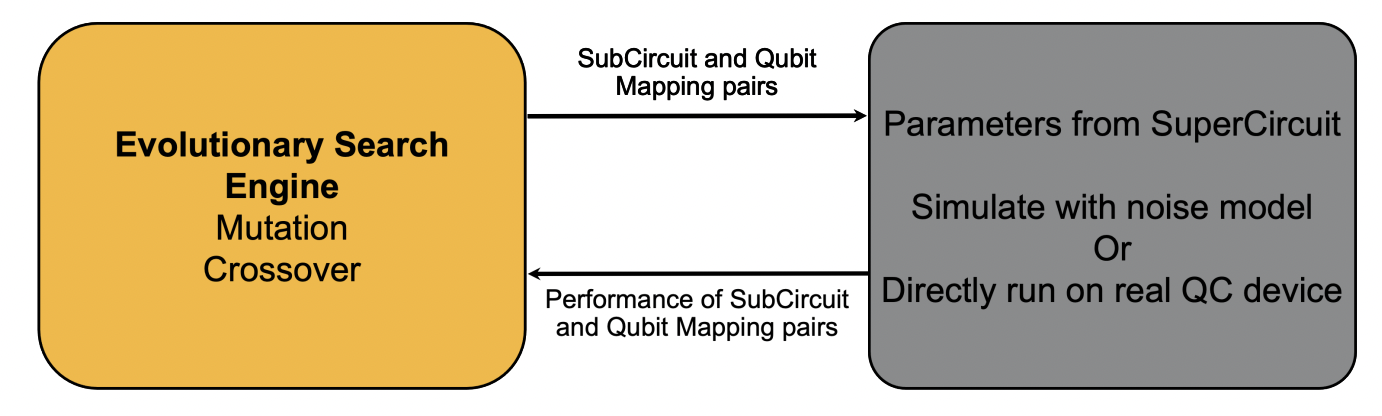 Evolutionary Search
Engine
Mutation
Crossover
SubCircuit and Qubit
Mapping pairs
Performance of SubCircuit
and Qubit Mapping pairs
Parameters from SuperCircuit
Simulate with noise model
Or
Directly run on real QC device